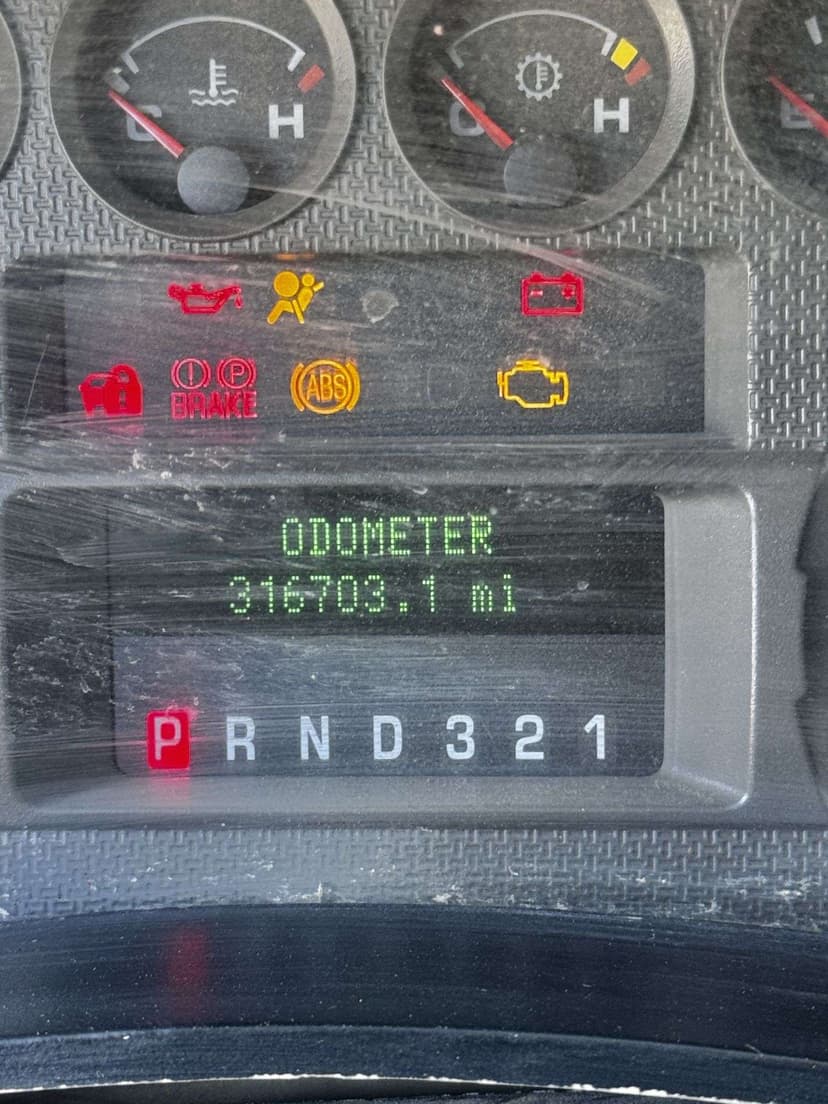 C H
C H
E
! P
BRAKE ABS
ODOMETER
316703.1 mi
P R N D 3 2 1